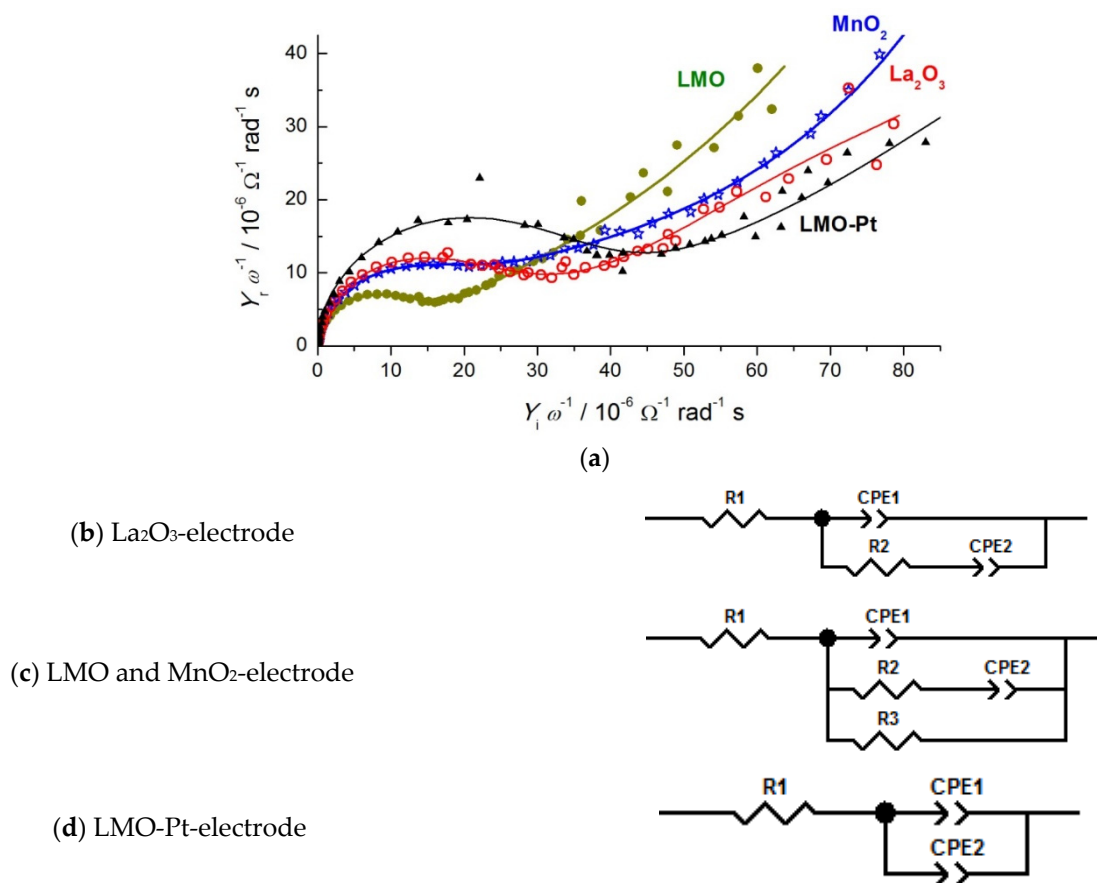 MnO₂
La₂O₃
LMO
LMO-Pt
40
30
20
10
0
0 10 20 30 40 50 60 70 80
Yᵣ ω⁻¹ / 10⁻⁶ Ω⁻¹ rad⁻¹ s
Yᵢ ω⁻¹ / 10⁻⁶ Ω⁻¹ rad⁻¹ s
(a)
(b) La₂O₃-electrode
R1 CPE1
R2 CPE2
(c) LMO and MnO₂-electrode
R1 CPE1
R2 CPE2
R3
(d) LMO-Pt-electrode
R1 CPE1
CPE2